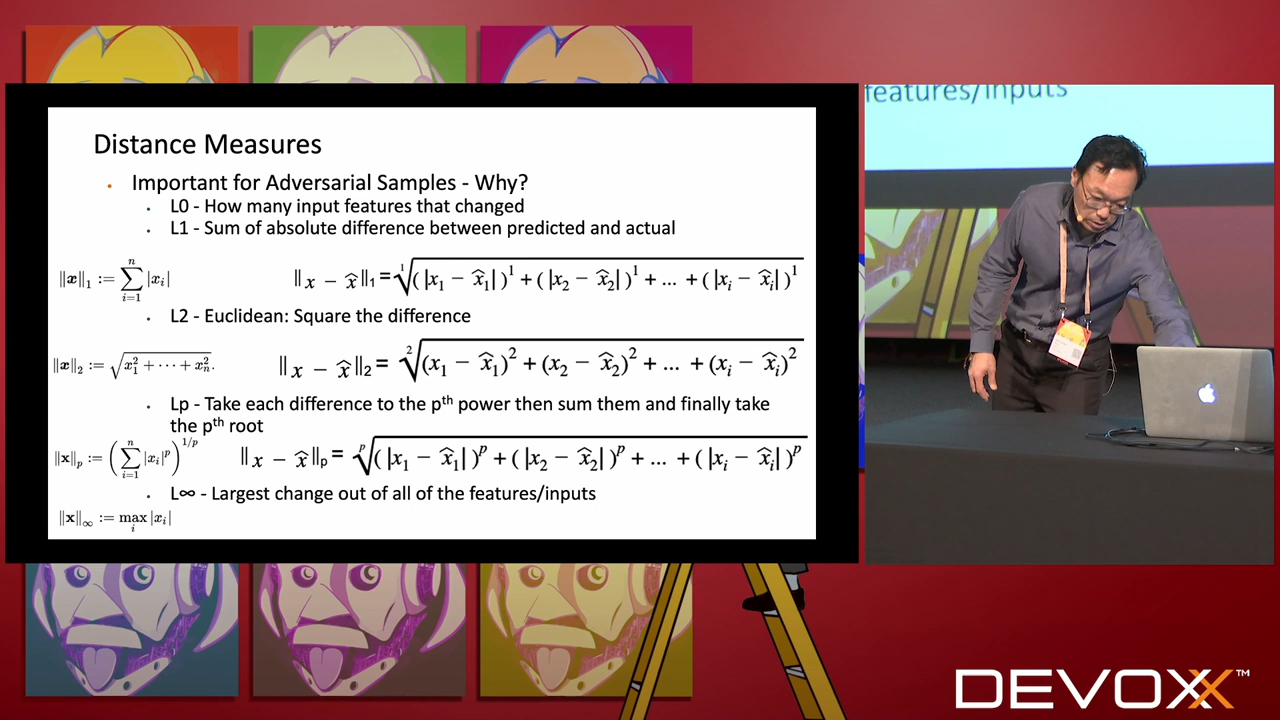 features/inputs
Distance Measures
• Important for Adversarial Samples - Why?
• L0 - How many input features that changed
• L1 - Sum of absolute difference between predicted and actual
‖x‖₁ := ∑ⁿᵢ₌₁ |xᵢ|
‖x − x̂‖₁ = ¹√(|x₁ − x̂₁|)¹ + (|x₂ − x̂₂|)¹ + ... + (|xᵢ − x̂ᵢ|)¹
• L2 - Euclidean: Square the difference
‖x‖₂ := √x₁² + ⋯ + xₙ².
‖x − x̂‖₂ = ²√(x₁ − x̂₁)² + (x₂ − x̂₂)² + ... + (xᵢ − x̂ᵢ)²
• Lp - Take each difference to the pᵗʰ power then sum them and finally take
the pᵗʰ root
‖x‖ₚ := (∑ⁿᵢ₌₁ |xᵢ|ᵖ)^1/p
‖x − x̂‖ₚ = ᵖ√(|x₁ − x̂₁|)ᵖ + (|x₂ − x̂₂|)ᵖ + ... + (|xᵢ − x̂ᵢ|)ᵖ
• L∞ - Largest change out of all of the features/inputs
‖x‖∞ := maxᵢ |xᵢ|
DEVOXX™